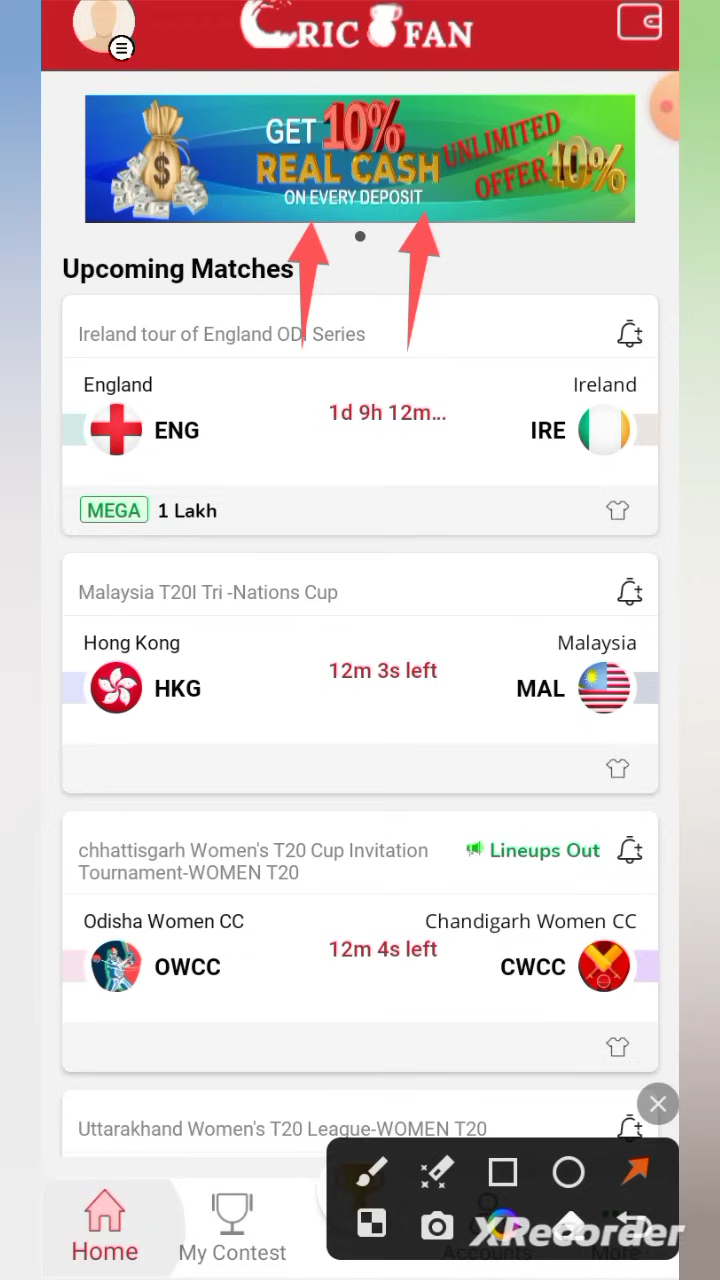 CRIC FAN
GET 10%
REAL CASH
ON EVERY DEPOSIT
UNLIMITED
OFFER 10%
$
Upcoming Matches
Ireland tour of England ODI Series
England
Ireland
ENG
1d 9h 12m...
IRE
MEGA 1 Lakh
Malaysia T20I Tri -Nations Cup
Hong Kong
Malaysia
HKG
12m 3s left
MAL
chhattisgarh Women's T20 Cup Invitation
Tournament-WOMEN T20
Lineups Out
Odisha Women CC
Chandigarh Women CC
OWCC
12m 4s left
CWCC
Uttarakhand Women's T20 League-WOMEN T20
Home
My Contest
Accounts
More
XRecorder